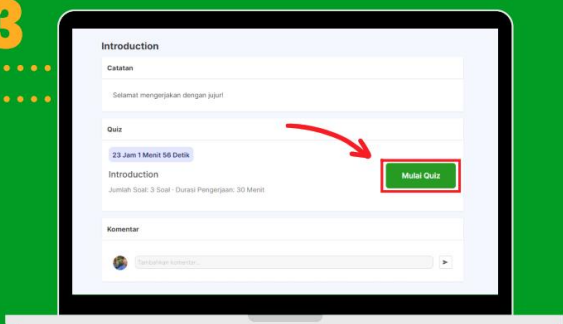 3
Introduction
Catatan
Selamat mengerjakan dengan jujur!
Quiz
23 Jam 1 Menit 56 Detik
Introduction
Jumlah Soal: 3 Soal · Durasi Pengerjaan: 30 Menit
Mulai Quiz
Komentar
Tambahkan komentar...